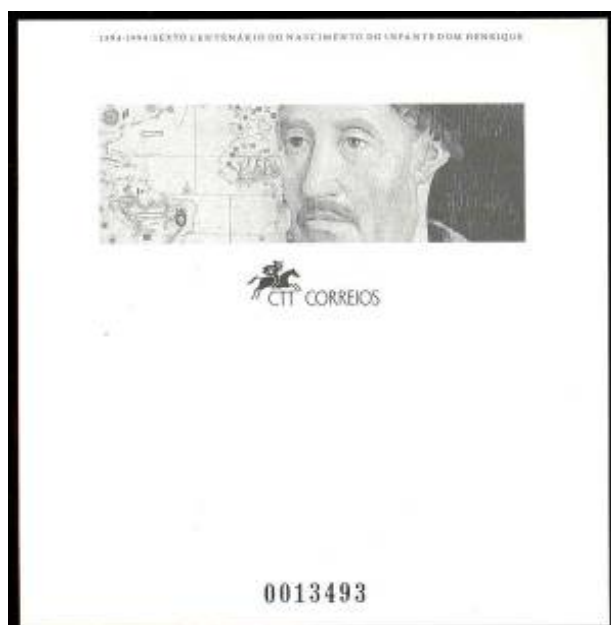 1394-1994 SEXTO CENTENÁRIO DO NASCIMENTO DO INFANTE DOM HENRIQUE
CTT CORREIOS
0013493